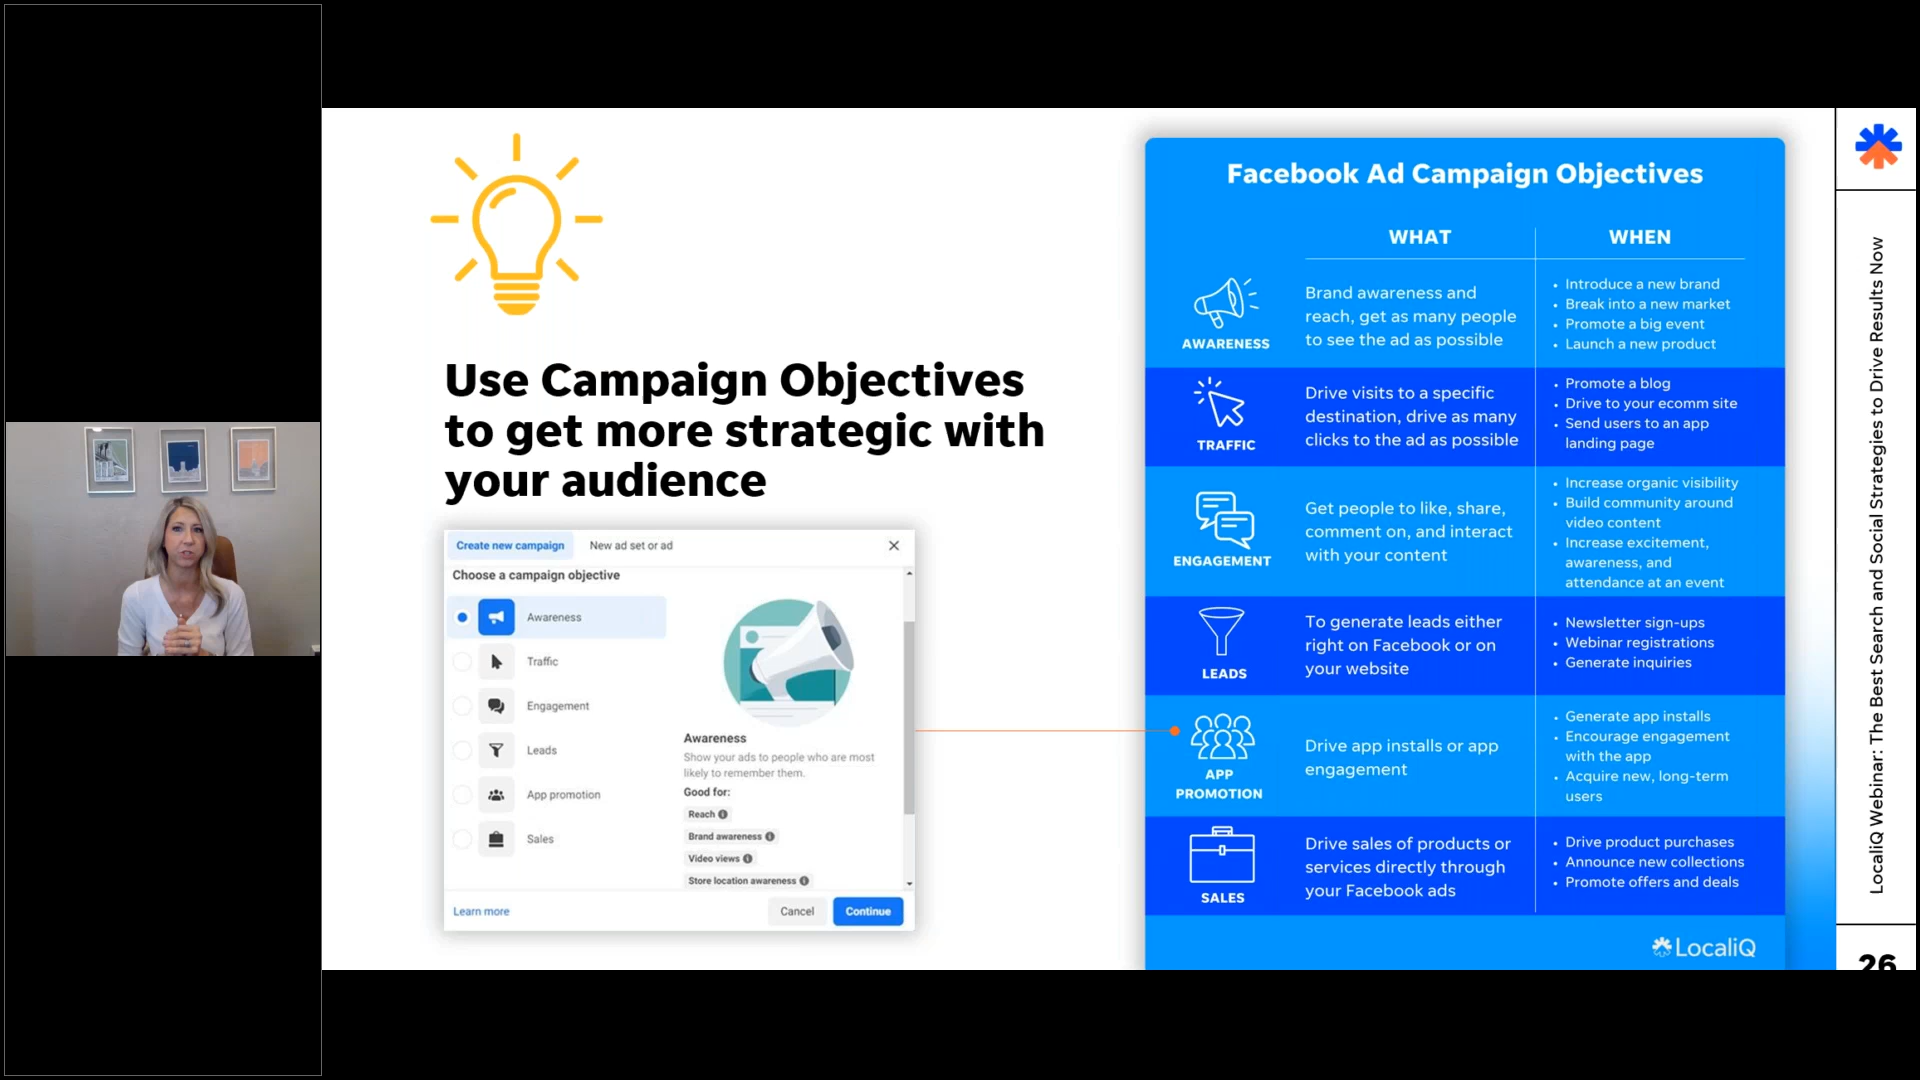 Use Campaign Objectives
to get more strategic with
your audience
Create new campaign
New ad set or ad
Choose a campaign objective
Awareness
Traffic
Engagement
Leads
App promotion
Sales
Awareness
Show your ads to people who are most
likely to remember them.
Good for:
Reach
Brand awareness
Video views
Store location awareness
Learn more
Cancel
Continue
Facebook Ad Campaign Objectives
WHAT
WHEN
AWARENESS
Brand awareness and
reach, get as many people
to see the ad as possible
• Introduce a new brand
• Break into a new market
• Promote a big event
• Launch a new product
TRAFFIC
Drive visits to a specific
destination, drive as many
clicks to the ad as possible
• Promote a blog
• Drive to your ecomm site
• Send users to an app
landing page
ENGAGEMENT
Get people to like, share,
comment on, and interact
with your content
• Increase organic visibility
• Build community around
video content
• Increase excitement,
awareness, and
attendance at an event
LEADS
To generate leads either
right on Facebook or on
your website
• Newsletter sign-ups
• Webinar registrations
• Generate inquiries
APP
PROMOTION
Drive app installs or app
engagement
• Generate app installs
• Encourage engagement
with the app
• Acquire new, long-term
users
SALES
Drive sales of products or
services directly through
your Facebook ads
• Drive product purchases
• Announce new collections
• Promote offers and deals
LocaliQ
LocaliQ Webinar: The Best Search and Social Strategies to Drive Results Now
26